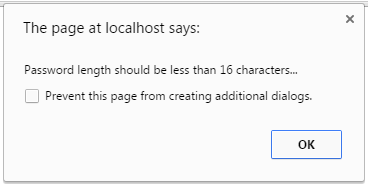 The page at localhost says:
Password length should be less than 16 characters...
Prevent this page from creating additional dialogs.
OK